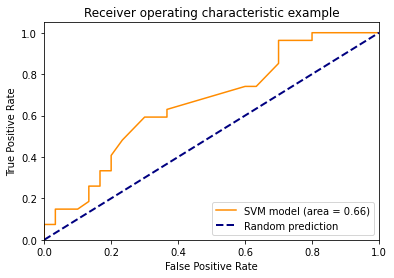 Receiver operating characteristic example
True Positive Rate
1.0
0.8
0.6
0.4
0.2
0.0
SVM model (area = 0.66)
Random prediction
0.0 0.2 0.4 0.6 0.8 1.0
False Positive Rate